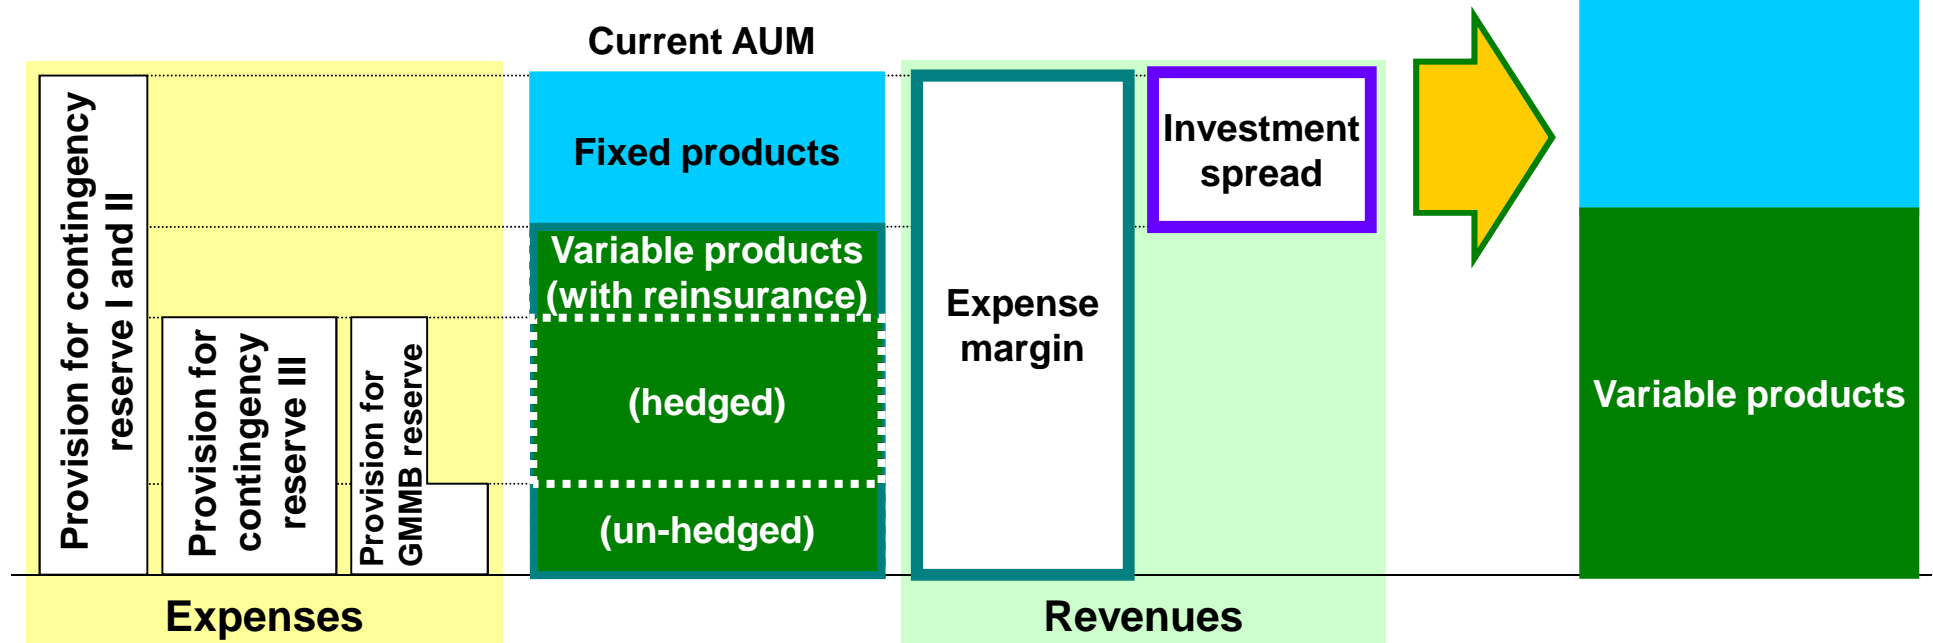 Current AUM
Provision for contingency
reserve I and II
Provision for
contingency
reserve III
Provision for
GMMB reserve
Fixed products
Variable products
(with reinsurance)
(hedged)
(un-hedged)
Expense
margin
Investment
spread
Variable products
Expenses
Revenues